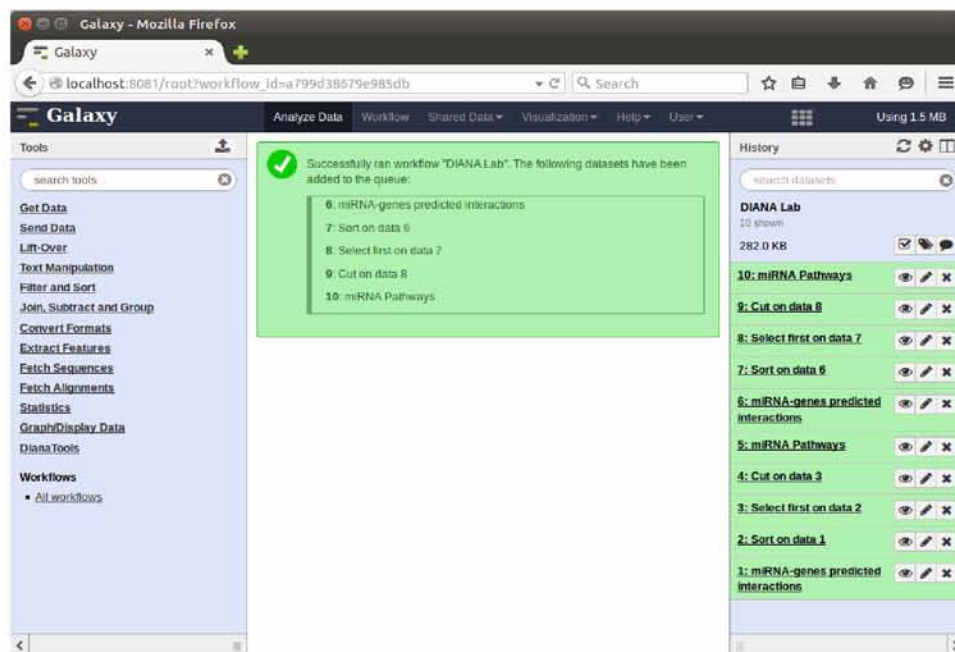 Galaxy - Mozilla Firefox
Galaxy
localhost:8081/root?workflow_id=a799d38679e985db
Search
Galaxy
Analyze Data Workflow Shared Data Visualization Help User
Using 1.5 MB
Tools
search tools
Get Data
Send Data
Lift-Over
Text Manipulation
Filter and Sort
Join, Subtract and Group
Convert Formats
Extract Features
Fetch Sequences
Fetch Alignments
Statistics
Graph/Display Data
DianaTools
Workflows
All workflows
Successfully ran workflow "DIANA Lab". The following datasets have been
added to the queue:
6: miRNA-genes predicted interactions
7: Sort on data 6
8: Select first on data 7
9: Cut on data 8
10: miRNA Pathways
History
search datasets
DIANA Lab
10 shown
282.0 KB
10: miRNA Pathways
9: Cut on data 8
8: Select first on data 7
7: Sort on data 6
6: miRNA-genes predicted
interactions
5: miRNA Pathways
4: Cut on data 3
3: Select first on data 2
2: Sort on data 1
1: miRNA-genes predicted
interactions